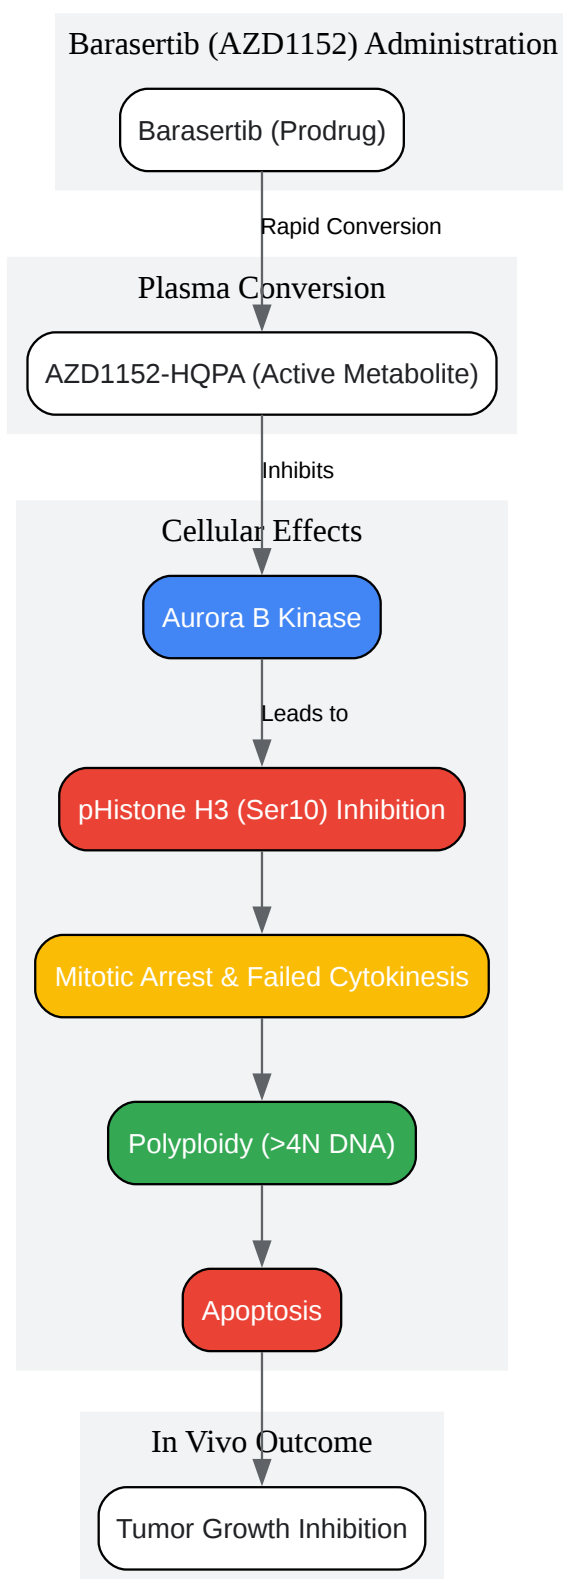 Barasertib (AZD1152) Administration
Barasertib (Prodrug)
Rapid Conversion
Plasma Conversion
AZD1152-HQPA (Active Metabolite)
Inhibits
Cellular Effects
Aurora B Kinase
Leads to
pHistone H3 (Ser10) Inhibition
Mitotic Arrest & Failed Cytokinesis
Polyploidy (>4N DNA)
Apoptosis
In Vivo Outcome
Tumor Growth Inhibition